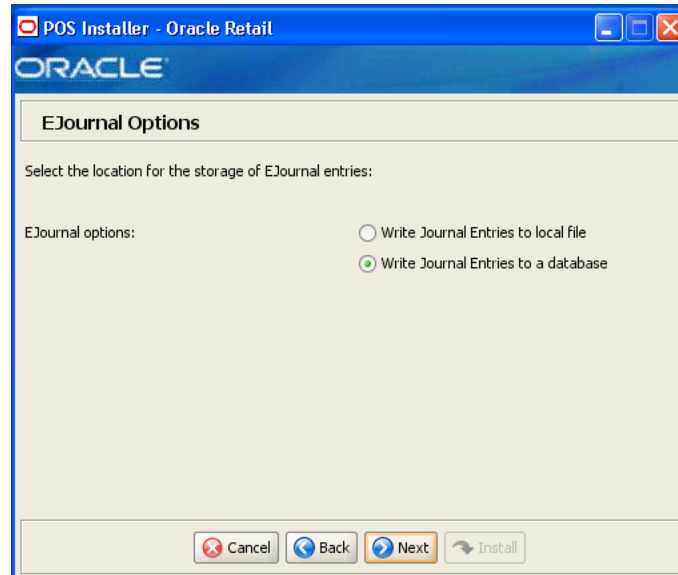 POS Installer - Oracle Retail
ORACLE
EJournal Options
Select the location for the storage of EJournal entries:
EJournal options:
Write Journal Entries to local file
Write Journal Entries to a database
Cancel Back Next Install